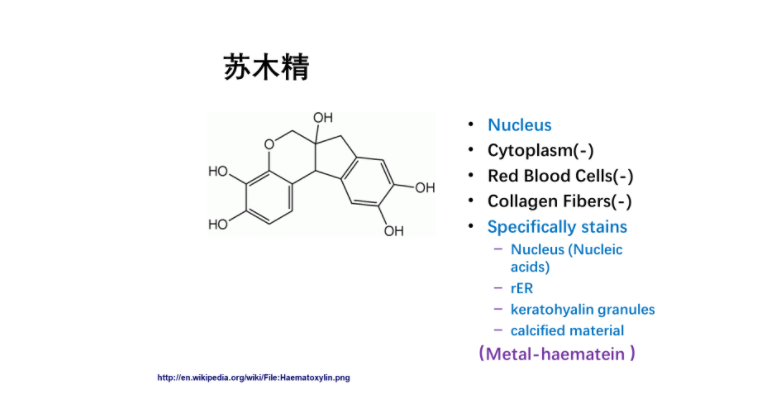 苏木精
OH
O
HO
HO
OH
OH
• Nucleus
• Cytoplasm(-)
• Red Blood Cells(-)
• Collagen Fibers(-)
• Specifically stains
– Nucleus (Nucleic
acids)
– rER
– keratohyalin granules
– calcified material
(Metal-haematein )
http://en.wikipedia.org/wiki/File:Haematoxylin.png